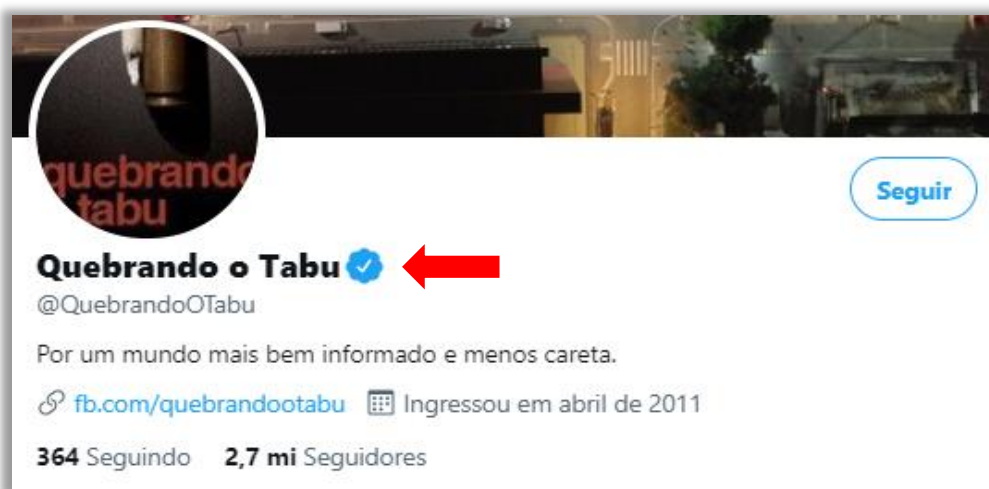 quebrando
tabu
Seguir
Quebrando o Tabu
@QuebrandoOTabu
Por um mundo mais bem informado e menos careta.
fb.com/quebrandootabu Ingressou em abril de 2011
364 Seguindo 2,7 mi Seguidores